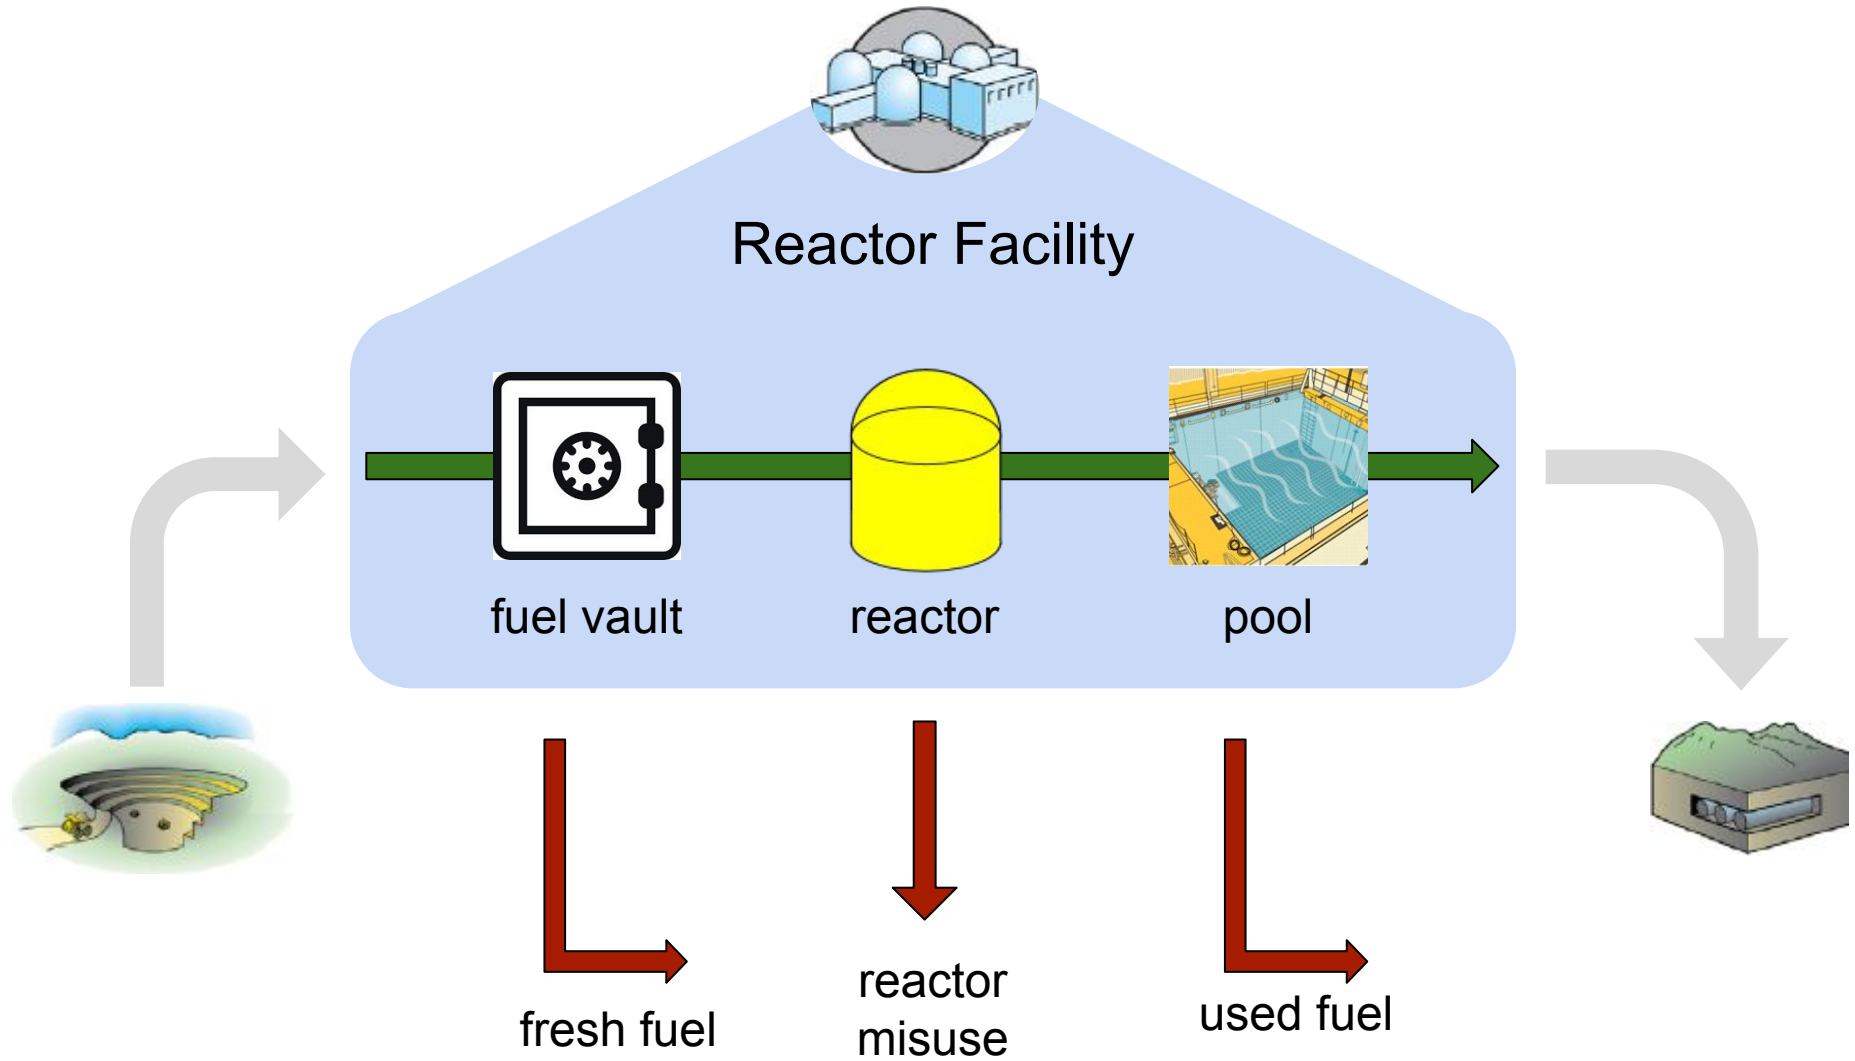 Reactor Facility
fuel vault
reactor
pool
fresh fuel
reactor
misuse
used fuel